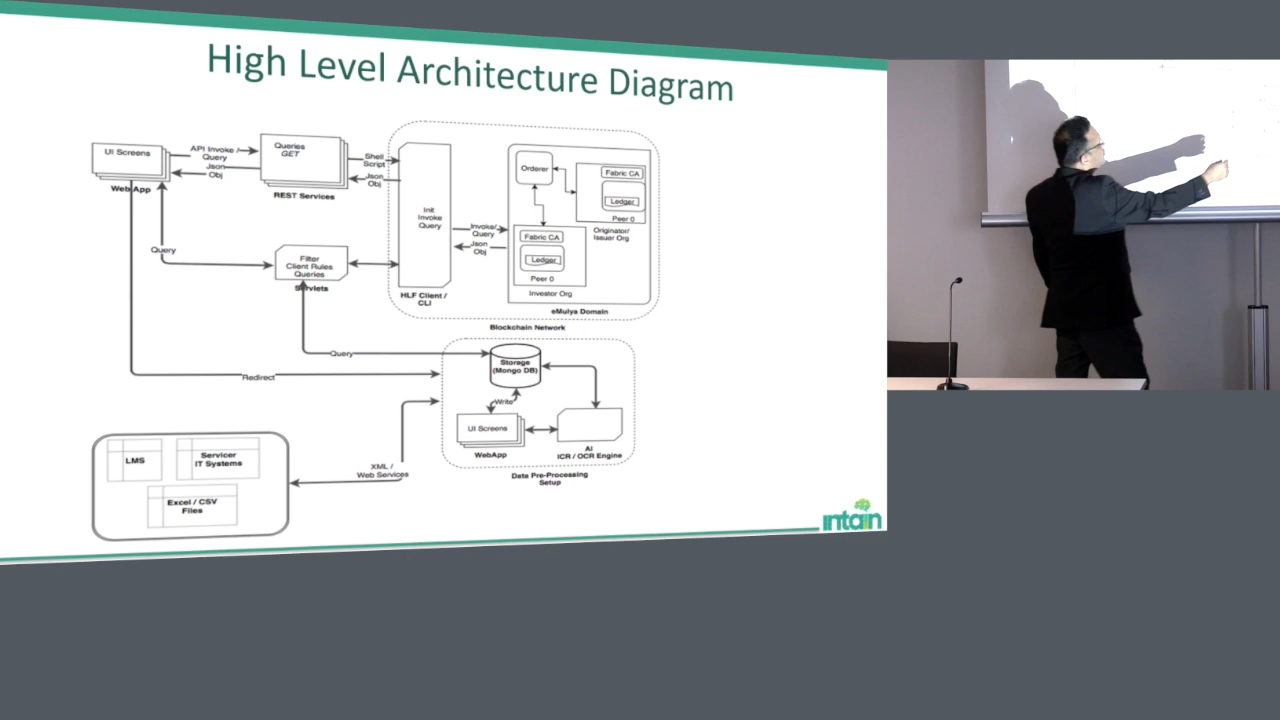 High Level Architecture Diagram
UI Screens
Web App
API Invoke /
Query
Json
Obj
Queries
GET
REST Services
Shell
Script
Json
Obj
Init
Invoke
Query
HLF Client /
CLI
Invoke/
Query
Json
Obj
Orderer
Fabric CA
Ledger
Peer 0
Originator/
Issuer Org
Fabric CA
Ledger
Peer 0
Investor Org
eMulya Domain
Blockchain Network
Query
Filter
Client Rules
Queries
Servlets
Query
Redirect
Storage
(Mongo DB)
Write
UI Screens
WebApp
AI
ICR / OCR Engine
Data Pre-Processing
Setup
XML /
Web Services
LMS
Servicer
IT Systems
Excel / CSV
Files
intain